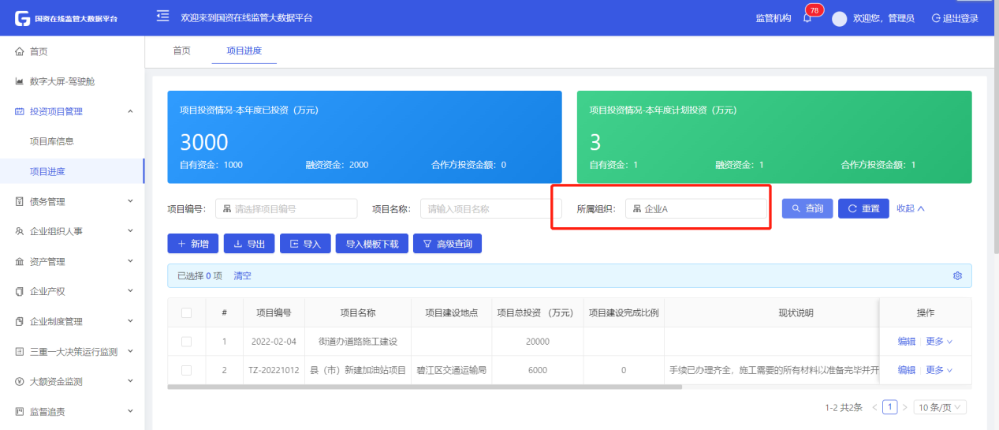 国资在线监管大数据平台
欢迎来到国资在线监管大数据平台
监管机构
78
欢迎您，管理员
退出登录
首页
数字大屏-驾驶舱
投资项目管理
项目库信息
项目进度
债务管理
企业组织人事
资产管理
企业产权
企业制度管理
三重一大决策运行监测
大额资金监测
监督追责
首页 项目进度
项目投资情况-本年度已投资（万元）
3000
自有资金：1000 融资资金：2000 合作方投资金额：0
项目投资情况-本年度计划投资（万元）
3
自有资金：1 融资资金：1 合作方投资金额：1
项目编号： 请选择项目编号 项目名称： 请输入项目名称 所属组织： 企业A 查询 重置 收起
新增 导出 导入 导入模板下载 高级查询
已选择 0 项 清空
# 项目编号 项目名称 项目建设地点 项目总投资 （万元） 项目建设完成比例 现状说明 操作
1 2022-02-04 街道办道路施工建设 20000 编辑 更多
2 TZ-20221012 县（市）新建加油站项目 碧江区交通运输局 6000 0 手续已办理齐全，施工需要的所有材料以准备完毕并开 编辑 更多
1-2 共2条 < 1 > 10 条/页